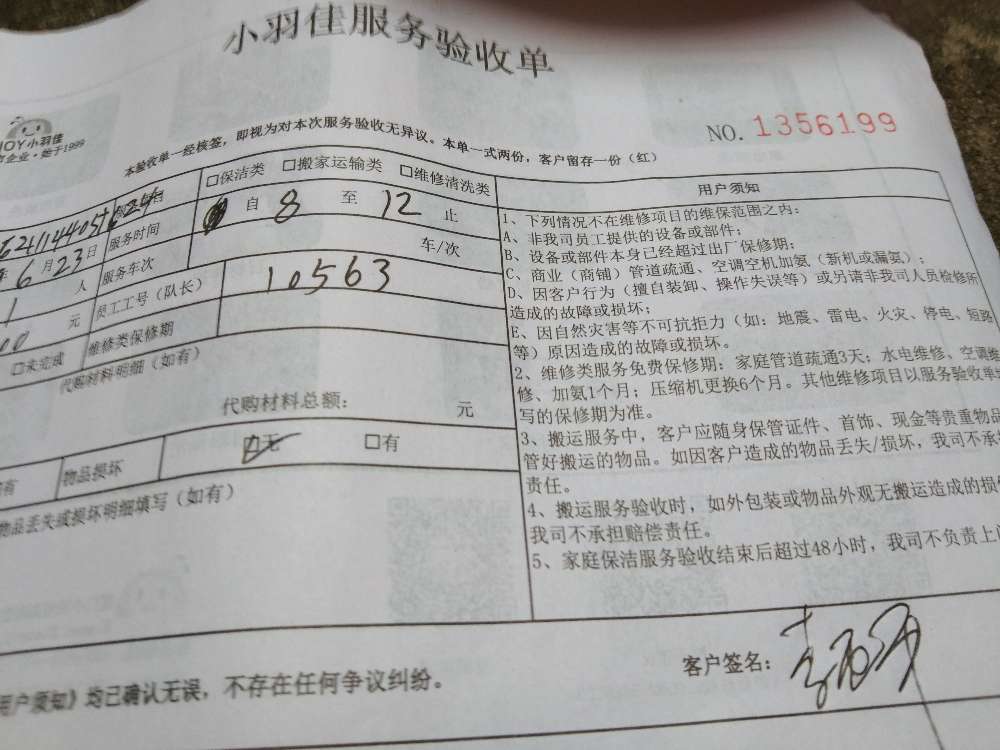 小羽佳服务验收单
JOY小羽佳
企业·始于1999
NO. 1356199
本验收单一经核签，即视为对本次服务验收无异议。本单一式两份，客户留存一份（红）
□保洁类 □搬家运输类 □维修清洗类
服务时间 自 8 至 12 止
年 6 月 23 日 服务车次 车/次
1 人 员工工号（队长） 10563
00 元 维修类保修期
□未完成
代购材料明细（如有）
代购材料总额： 元
有 物品损坏 □无 □有
物品丢失或损坏明细填写（如有）
用户须知
1、下列情况不在维修项目的维保范围之内：
A、非我司员工提供的设备或部件；
B、设备或部件本身已经超过出厂保修期；
C、商业（商铺）管道疏通、空调空机加氨（新机或漏氨）；
D、因客户行为（擅自装卸、操作失误等）或另请非我司人员检修所
造成的故障或损坏；
E、因自然灾害等不可抗拒力（如：地震、雷电、火灾、停电、短路
等）原因造成的故障或损坏。
2、维修类服务免费保修期：家庭管道疏通3天；水电维修、空调维
修、加氨1个月；压缩机更换6个月。其他维修项目以服务验收单
写的保修期为准。
3、搬运服务中，客户应随身保管证件、首饰、现金等贵重物品
管好搬运的物品。如因客户造成的物品丢失/损坏，我司不承
责任。
4、搬运服务验收时，如外包装或物品外观无搬运造成的损
我司不承担赔偿责任。
5、家庭保洁服务验收结束后超过48小时，我司不负责上
用户须知》均已确认无误，不存在任何争议纠纷。
客户签名：